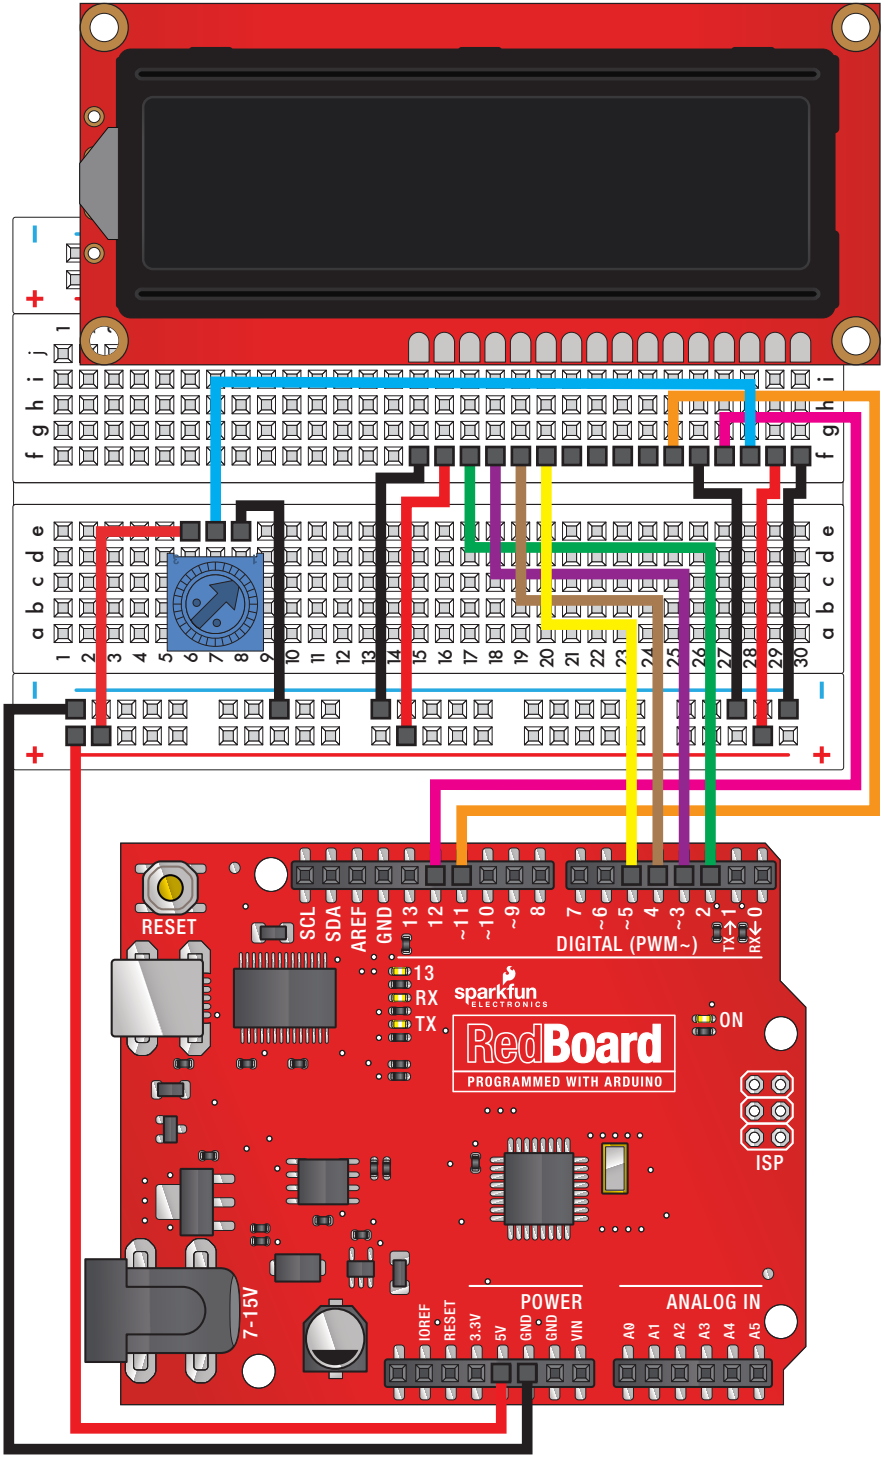 − −
+ +
1
j
i i
h h
g g
f f
e e
d d
c c
b b
a a
1 2 3 4 5 6 7 8 9 10 11 12 13 14 15 16 17 18 19 20 21 22 23 24 25 26 27 28 29 30
− −
+ +
RESET
SCL SDA AREF GND 13 12 ~11 ~10 ~9 8 7 ~6 ~5 4 ~3 2 TX→1 RX←0
DIGITAL (PWM~)
13
RX
TX
sparkfun
ELECTRONICS
ON
RedBoard
PROGRAMMED WITH ARDUINO
ISP
7-15V
POWER ANALOG IN
IOREF RESET 3.3V 5V GND GND VIN A0 A1 A2 A3 A4 A5